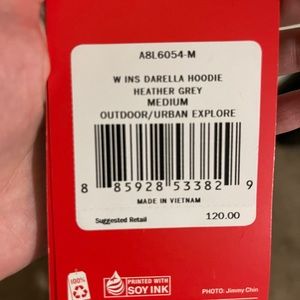 A8L6054-M
W INS DARELLA HOODIE
HEATHER GREY
MEDIUM
OUTDOOR/URBAN EXPLORE
8 85928 53382 9
MADE IN VIETNAM
Suggested Retail 120.00
100%
PRINTED WITH
SOY INK
PHOTO: Jimmy Chin